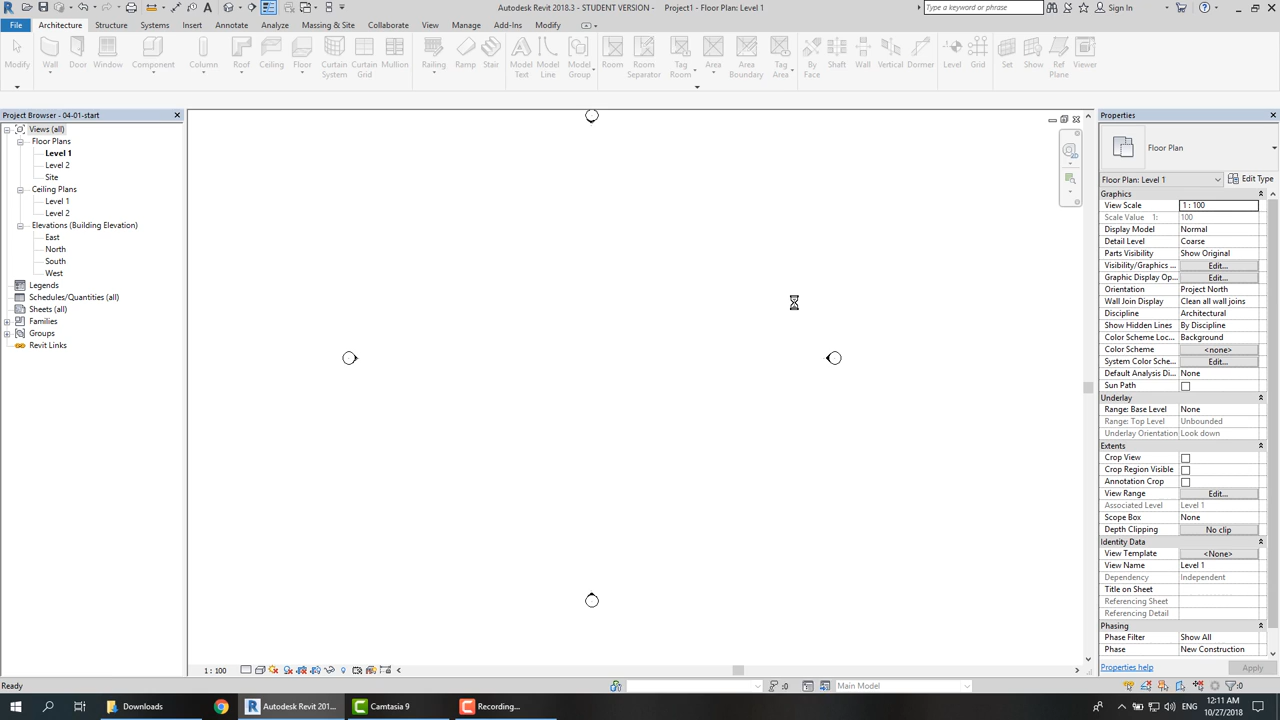 Autodesk Revit 2018.3 - STUDENT VERSION - Project1 - Floor Plan: Level 1
Type a keyword or phrase
Sign In
File Architecture Structure Systems Insert Annotate Analyze Massing & Site Collaborate View Manage Add-Ins Modify
Modify Wall Door Window Component Column Roof Ceiling Floor Curtain System Curtain Grid Mullion Railing Ramp Stair Model Text Model Line Model Group Room Room Separator Tag Room Area Area Boundary Tag Area By Face Shaft Wall Vertical Dormer Level Grid Set Show Ref Plane Viewer
Project Browser - 04-01-start
Views (all)
Floor Plans
Level 1
Level 2
Site
Ceiling Plans
Level 1
Level 2
Elevations (Building Elevation)
East
North
South
West
Legends
Schedules/Quantities (all)
Sheets (all)
Families
Groups
Revit Links
Properties
Floor Plan
Floor Plan: Level 1 Edit Type
Graphics
View Scale 1 : 100
Scale Value 1: 100
Display Model Normal
Detail Level Coarse
Parts Visibility Show Original
Visibility/Graphics ... Edit...
Graphic Display Op... Edit...
Orientation Project North
Wall Join Display Clean all wall joins
Discipline Architectural
Show Hidden Lines By Discipline
Color Scheme Loc... Background
Color Scheme <none>
System Color Sche... Edit...
Default Analysis Di... None
Sun Path
Underlay
Range: Base Level None
Range: Top Level Unbounded
Underlay Orientation Look down
Extents
Crop View
Crop Region Visible
Annotation Crop
View Range Edit...
Associated Level Level 1
Scope Box None
Depth Clipping No clip
Identity Data
View Template <None>
View Name Level 1
Dependency Independent
Title on Sheet
Referencing Sheet
Referencing Detail
Phasing
Phase Filter Show All
Phase New Construction
Properties help Apply
1 : 100
Ready
:0 Main Model :0
Downloads Autodesk Revit 201... Camtasia 9 Recording... ENG 12:11 AM
10/27/2018